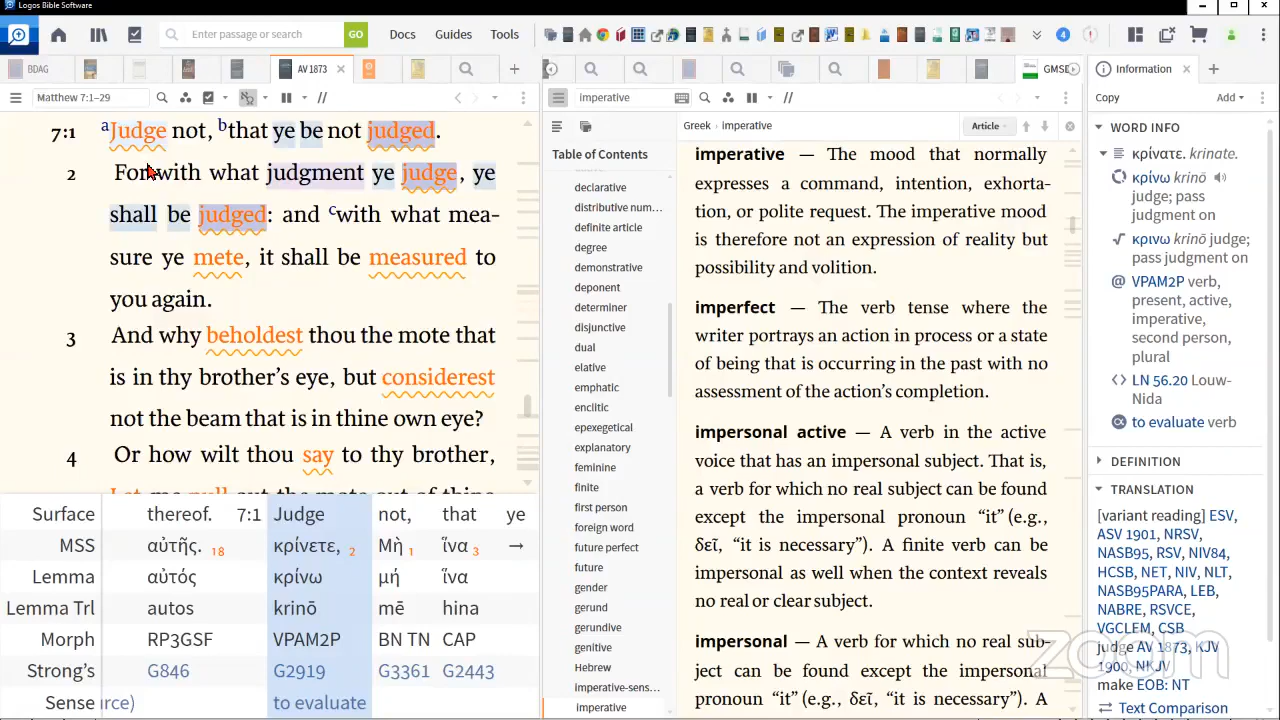 Logos Bible Software
Enter passage or search
GO
Docs
Guides
Tools
4
BDAG
AV 1873
GMS
Information
Matthew 7:1–29
imperative
Copy
Add
7:1 aJudge not, bthat ye be not judged.
2 For with what judgment ye judge, ye
shall be judged: and cwith what mea-
sure ye mete, it shall be measured to
you again.
3 And why beholdest thou the mote that
is in thy brother's eye, but considerest
not the beam that is in thine own eye?
4 Or how wilt thou say to thy brother,
Let me pull out the mote out of thine
Surface thereof. 7:1 Judge not, that ye
MSS αὐτῆς. 18 κρίνετε, 2 Μὴ 1 ἵνα 3 →
Lemma αὐτός κρίνω μή ἵνα
Lemma Trl autos krinō mē hina
Morph RP3GSF VPAM2P BN TN CAP
Strong's G846 G2919 G3361 G2443
Sense urce) to evaluate
Greek › imperative
Article
Table of Contents
declarative
distributive num...
definite article
degree
demonstrative
deponent
determiner
disjunctive
dual
elative
emphatic
enclitic
epexegetical
explanatory
feminine
finite
first person
foreign word
future perfect
future
gender
gerund
gerundive
genitive
Hebrew
imperative-sens...
imperative
imperative — The mood that normally
expresses a command, intention, exhorta-
tion, or polite request. The imperative mood
is therefore not an expression of reality but
possibility and volition.
imperfect — The verb tense where the
writer portrays an action in process or a state
of being that is occurring in the past with no
assessment of the action's completion.
impersonal active — A verb in the active
voice that has an impersonal subject. That is,
a verb for which no real subject can be found
except the impersonal pronoun “it” (e.g.,
δεῖ, “it is necessary”). A finite verb can be
impersonal as well when the context reveals
no real or clear subject.
impersonal — A verb for which no real sub-
ject can be found except the impersonal
pronoun “it” (e.g., δεῖ, “it is necessary”). A
WORD INFO
κρίνατε. krinate.
κρίνω krinō
judge; pass
judgment on
κρινω krinō judge;
pass judgment on
@ VPAM2P verb,
present, active,
imperative,
second person,
plural
LN 56.20 Louw-
Nida
to evaluate verb
DEFINITION
TRANSLATION
[variant reading] ESV,
ASV 1901, NRSV,
NASB95, RSV, NIV84,
HCSB, NET, NIV, NLT,
NASB95PARA, LEB,
NABRE, RSVCE,
VGCLEM, CSB
judge AV 1873, KJV
1900, NKJV
make EOB: NT
Text Comparison
zoom